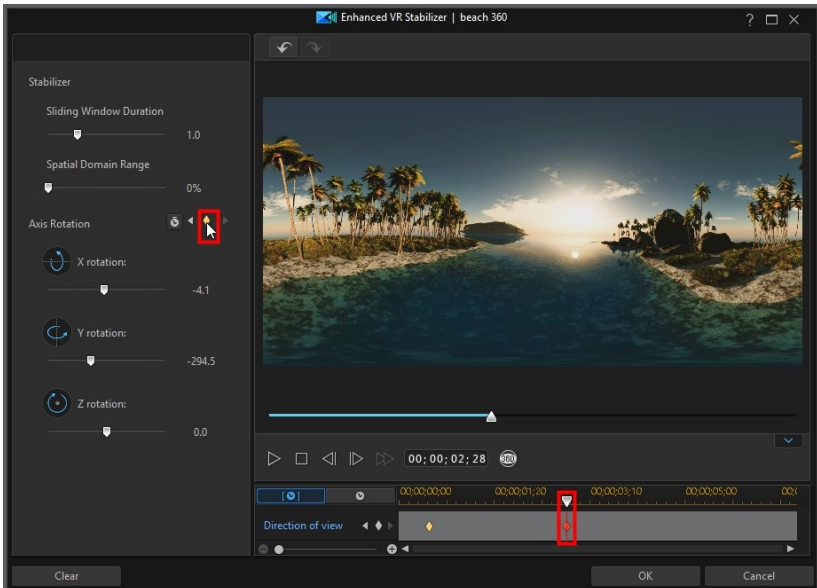 Enhanced VR Stabilizer | beach 360
Stabilizer
Sliding Window Duration
1.0
Spatial Domain Range
0%
Axis Rotation
X rotation:
-4.1
Y rotation:
-294.5
Z rotation:
0.0
00;00;02;28
360
00;00;00;00 00;00;01;20 00;00;03;10 00;00;05;00
Direction of view
Clear
OK
Cancel